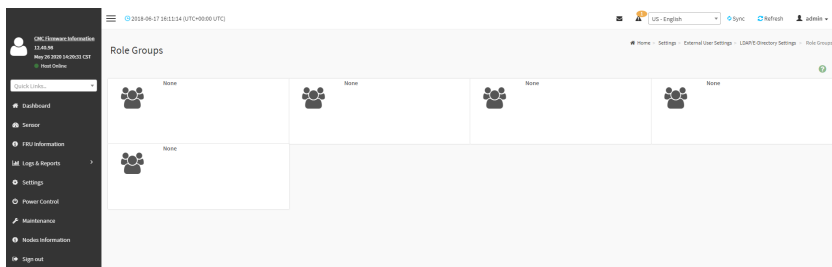 2018-06-17 16:11:14 (UTC+00:00 UTC)
1
US - English
Sync
Refresh
admin
CMC Firmware Information
12.40.98
May 26 2020 14:20:31 CST
Host Online
Quick Links...
Dashboard
Sensor
FRU Information
Logs & Reports
Settings
Power Control
Maintenance
Nodes Information
Sign out
Role Groups
Home > Settings > External User Settings > LDAP/E-Directory Settings > Role Groups
None
None
None
None
None